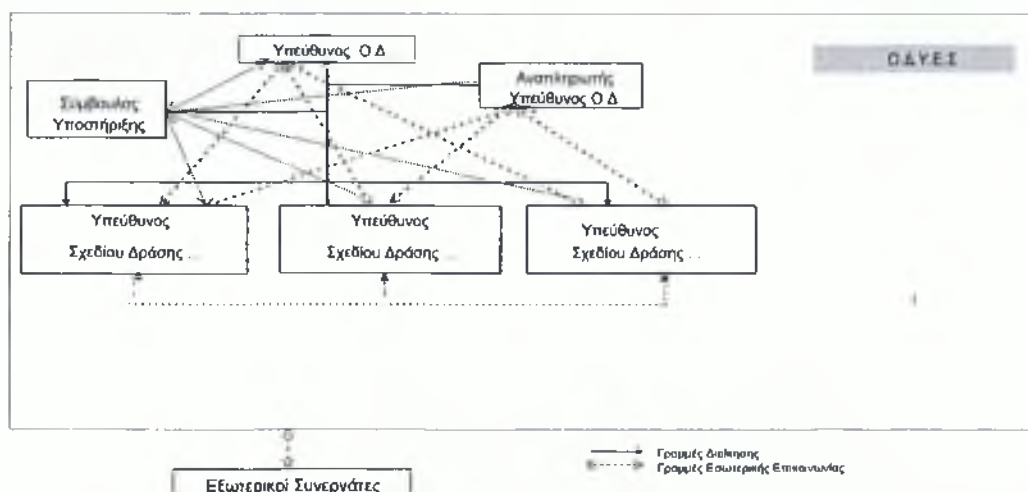 Υπεύθυνος Ο Δ
Ο Δ.Υ.Ε.Σ
Αναπληρωτής
Υπεύθυνος Ο Δ
Σύμβουλος
Υποστήριξης
Υπεύθυνος
Σχεδίου Δράσης ...
Υπεύθυνος
Σχεδίου Δράσης ...
Υπεύθυνος
Σχεδίου Δράσης ...
Γραμμές Διοίκησης
Γραμμές Εσωτερικής Επικοινωνίας
Εξωτερικοί Συνεργάτες